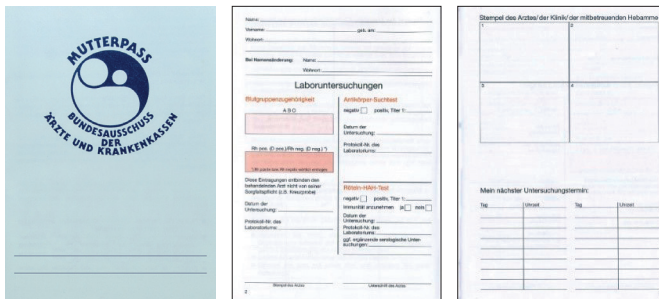 MUTTERPASS
BUNDESAUSSCHUSS
DER
ÄRZTE UND KRANKENKASSEN
Name:
Vorname: geb. am:
Wohnort:
Bei Namensänderung: Name:
Wohnort:
Laboruntersuchungen
Blutgruppenzugehörigkeit
A B O
Rh pos. (D pos.)/Rh neg. (D neg.) *)
Diese Eintragungen entbinden den
behandelnden Arzt nicht von seiner
Sorgfaltspflicht (z.B. Kreuzprobe)
Datum der
Untersuchung:
Protokoll-Nr. des
Laboratoriums:
Antikörper-Suchtest
negativ positiv, Titer 1:
Datum der
Untersuchung:
Protokoll-Nr. des
Laboratoriums:
Röteln-HAH-Test
negativ positiv, Titer 1:
Immunität anzunehmen ja nein
Datum der
Untersuchung:
Protokoll-Nr. des
Laboratoriums:
ggf. ergänzende serologische Unter-
suchungen:
Stempel des Arztes Unterschrift des Arztes
2
Stempel des Arztes/der Klinik/der mitbetreuenden Hebamme
1 2
3 4
Mein nächster Untersuchungstermin:
Tag Uhrzeit Tag Uhrzeit